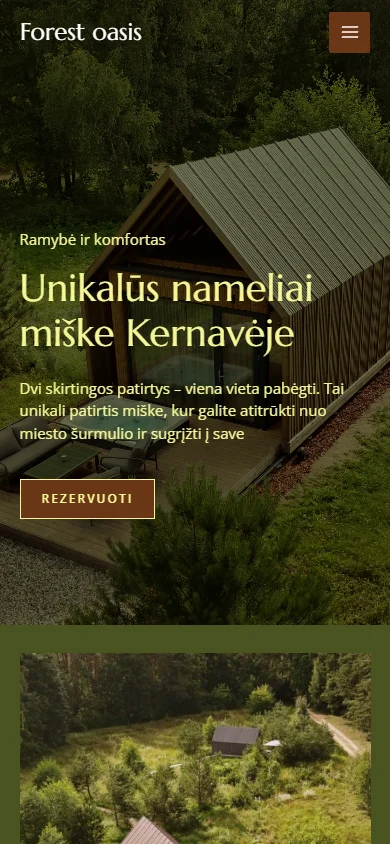 Forest oasis
Ramybė ir komfortas
Unikalūs nameliai
miške Kernavėje
Dvi skirtingos patirtys – viena vieta pabėgti. Tai
unikali patirtis miške, kur galite atitrūkti nuo
miesto šurmulio ir sugrįžti į save
REZERVUOTI